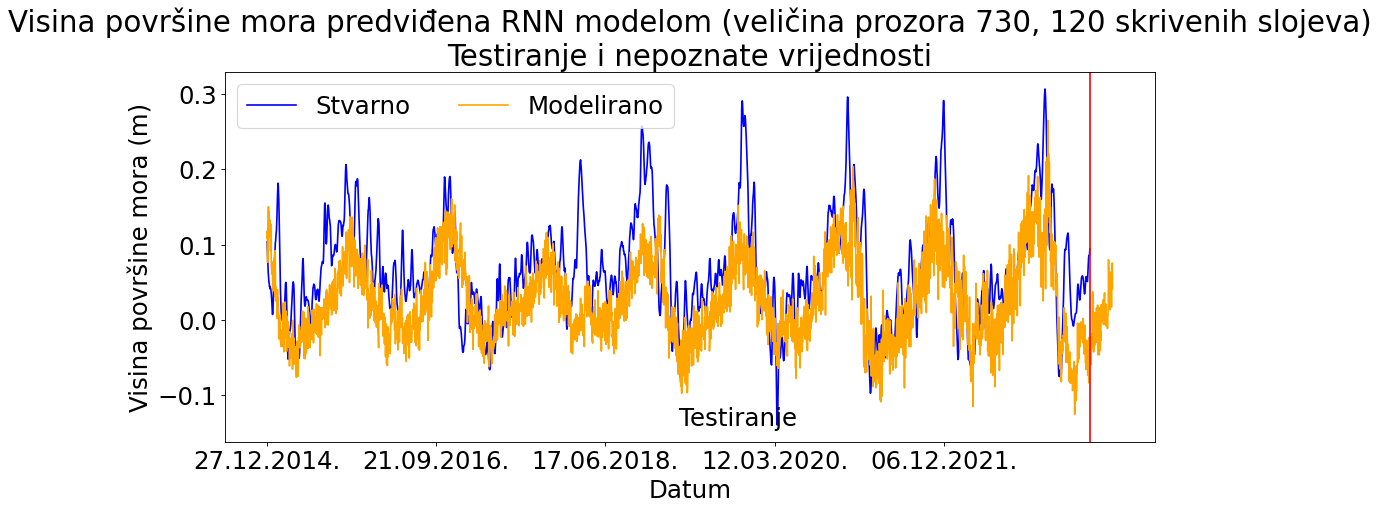 Visina površine mora predviđena RNN modelom (veličina prozora 730, 120 skrivenih slojeva)
Testiranje i nepoznate vrijednosti
Stvarno Modelirano
Visina površine mora (m)
0.3
0.2
0.1
0.0
−0.1
Testiranje
27.12.2014. 21.09.2016. 17.06.2018. 12.03.2020. 06.12.2021.
Datum